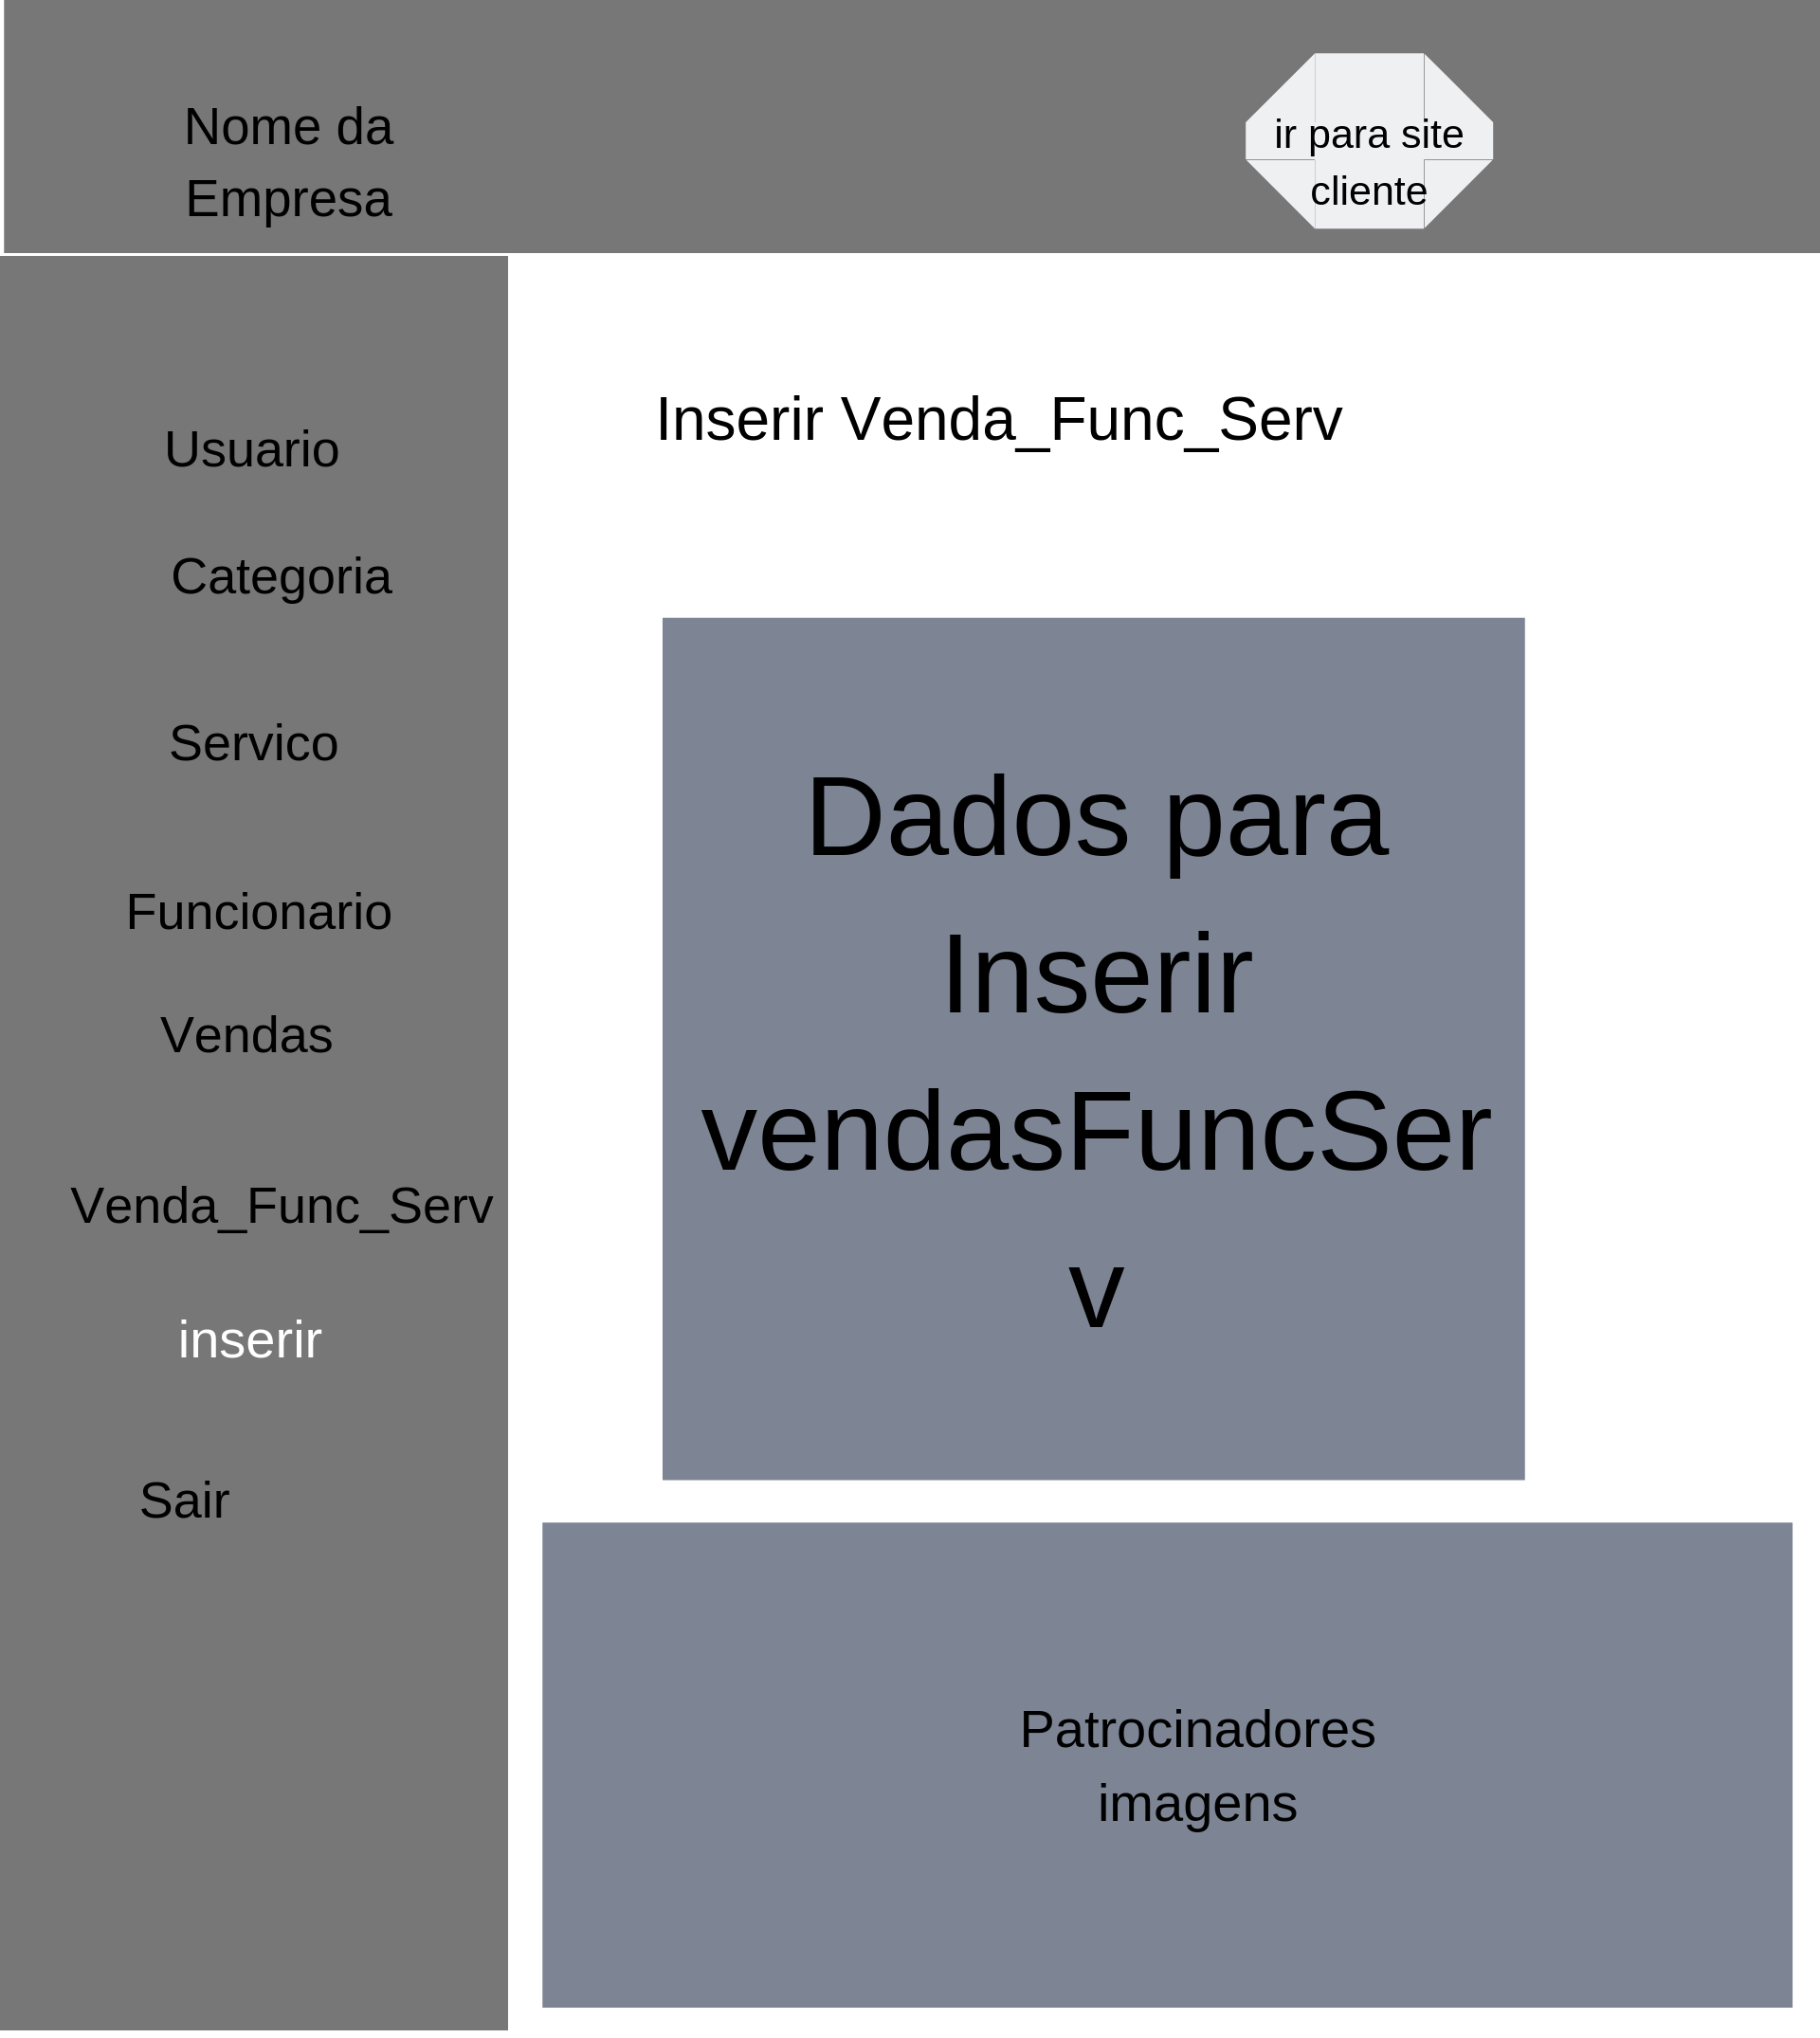 Nome da
Empresa
ir para site
cliente
Usuario
Categoria
Servico
Funcionario
Vendas
Venda_Func_Serv
inserir
Sair
Inserir Venda_Func_Serv
Dados para
Inserir
vendasFuncSer
v
Patrocinadores
imagens